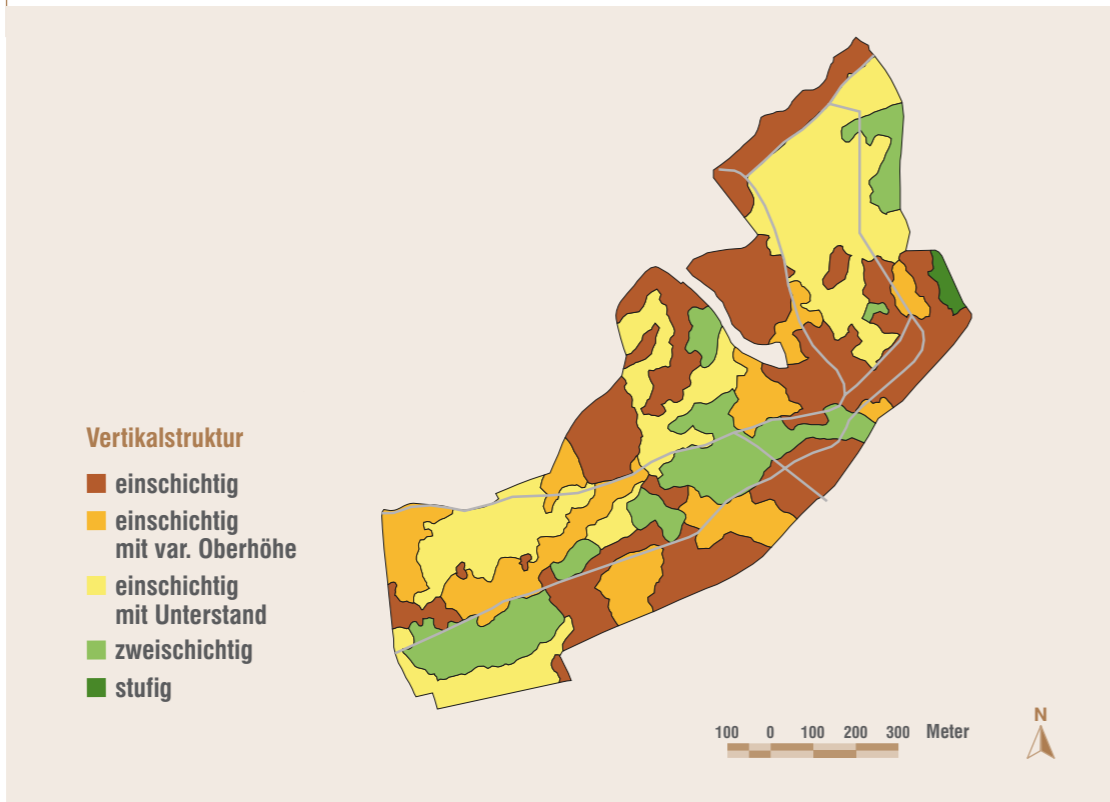 Vertikalstruktur
einschichtig
einschichtig
mit var. Oberhöhe
einschichtig
mit Unterstand
zweischichtig
stufig
100 0 100 200 300 Meter
N